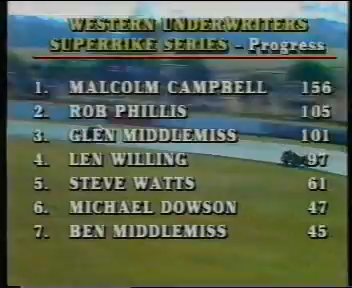 WESTERN UNDERWRITERS
SUPERBIKE SERIES - Progress
1. MALCOLM CAMPBELL 156
2. ROB PHILLIS 105
3. GLEN MIDDLEMISS 101
4. LEN WILLING 97
5. STEVE WATTS 61
6. MICHAEL DOWSON 47
7. BEN MIDDLEMISS 45